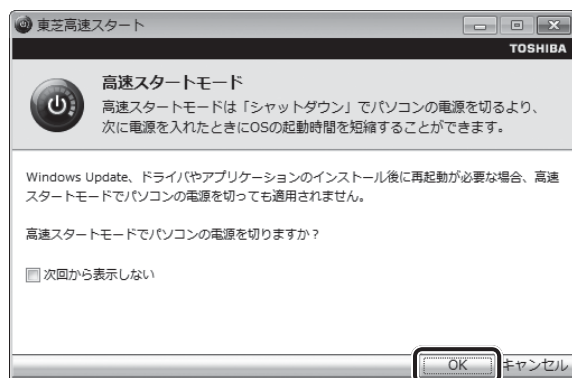 東芝高速スタート
TOSHIBA
高速スタートモード
高速スタートモードは「シャットダウン」でパソコンの電源を切るより、
次に電源を入れたときにOSの起動時間を短縮することができます。
Windows Update、ドライバやアプリケーションのインストール後に再起動が必要な場合、高速
スタートモードでパソコンの電源を切っても適用されません。
高速スタートモードでパソコンの電源を切りますか？
次回から表示しない
OK キャンセル